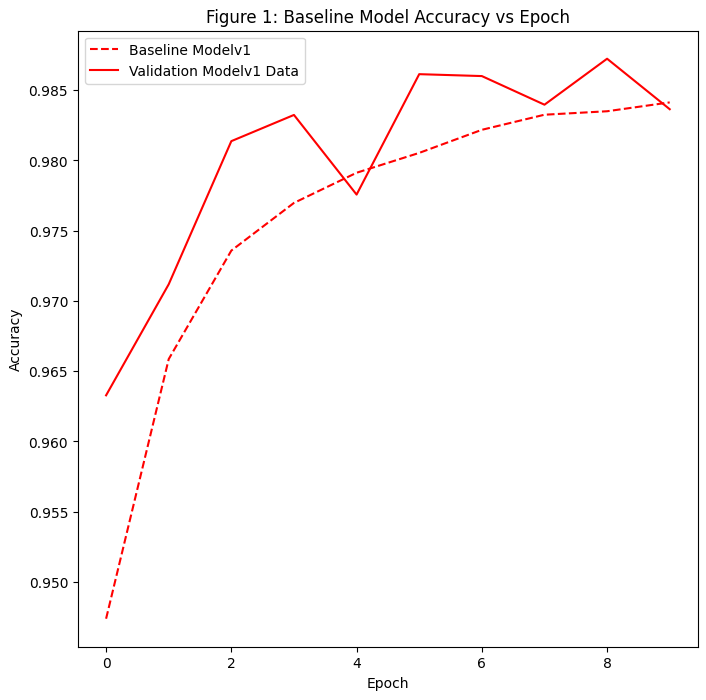 Figure 1: Baseline Model Accuracy vs Epoch
Baseline Modelv1
Validation Modelv1 Data
0.985
0.980
0.975
0.970
0.965
0.960
0.955
0.950
Accuracy
0 2 4 6 8
Epoch